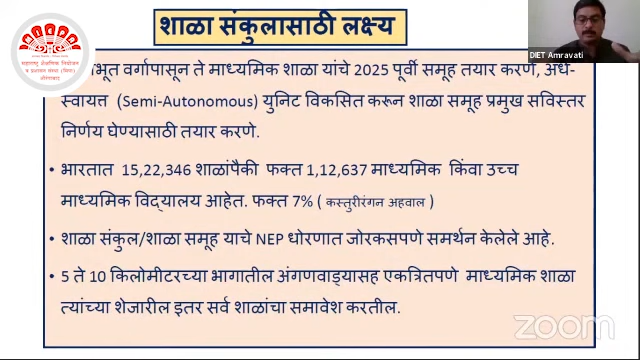 शाळा संकुलासाठी लक्ष्य
DIET Amravati
भूत वर्गापासून ते माध्यमिक शाळा यांचे 2025 पूर्वी समूह तयार करणे, अर्ध-
स्वायत्त (Semi-Autonomous) युनिट विकसित करून शाळा समूह प्रमुख सविस्तर
निर्णय घेण्यासाठी तयार करणे.
• भारतात 15,22,346 शाळांपैकी फक्त 1,12,637 माध्यमिक किंवा उच्च
माध्यमिक विद्यालय आहेत. फक्त 7% ( कस्तुरीरंगन अहवाल )
• शाळा संकुल/शाळा समूह याचे NEP धोरणात जोरकसपणे समर्थन केलेले आहे.
• 5 ते 10 किलोमीटरच्या भागातील अंगणवाड्यासह एकत्रितपणे माध्यमिक शाळा
त्यांच्या शेजारील इतर सर्व शाळांचा समावेश करतील.
zoom